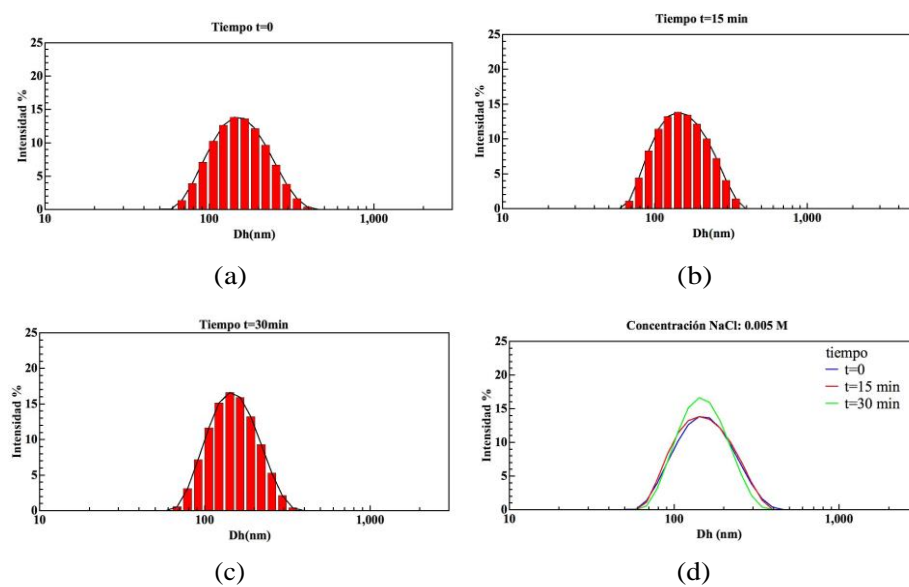 Tiempo t=0
25
20
15
10
5
0
Intensidad %
10
100
1,000
Dh(nm)
(a)
Tiempo t=15 min
25
20
15
10
5
0
Intensidad %
10
100
1,000
Dh(nm)
(b)
Tiempo t=30min
25
20
15
10
5
0
Intensidad %
10
100
1,000
Dh(nm)
(c)
Concentración NaCl: 0.005 M
25
20
15
10
5
0
Intensidad %
tiempo
t=0
t=15 min
t=30 min
10
100
1,000
Dh (nm)
(d)